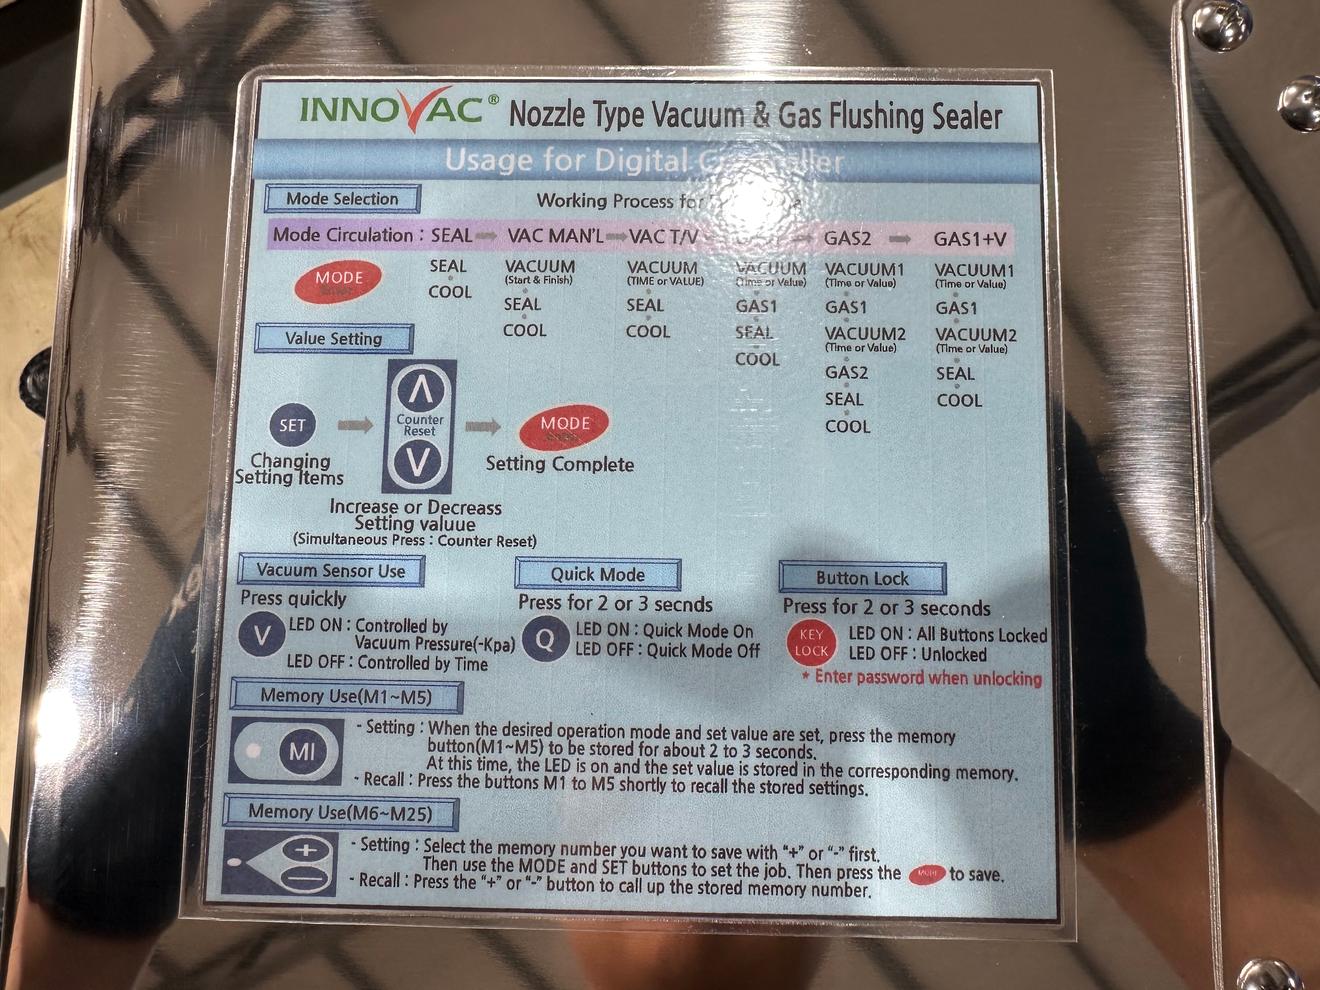 INNOVAC® Nozzle Type Vacuum & Gas Flushing Sealer
Usage for Digital Controller
Mode Selection
Working Process for
Mode Circulation : SEAL VAC MAN'L VAC T/V GAS2 GAS1+V
MODE
SEAL
COOL
VACUUM
(Start & Finish)
SEAL
COOL
VACUUM
(TIME or VALUE)
SEAL
COOL
VACUUM
(Time or Value)
GAS1
SEAL
COOL
VACUUM1
(Time or Value)
GAS1
VACUUM2
(Time or Value)
GAS2
SEAL
COOL
VACUUM1
(Time or Value)
GAS1
VACUUM2
(Time or Value)
SEAL
COOL
Value Setting
SET
Changing
Setting Items
Λ
Counter
Reset
V
Increase or Decreass
Setting valuue
(Simultaneous Press : Counter Reset)
MODE
Setting Complete
Vacuum Sensor Use
Press quickly
V
LED ON : Controlled by
Vacuum Pressure(-Kpa)
LED OFF : Controlled by Time
Quick Mode
Press for 2 or 3 secnds
Q
LED ON : Quick Mode On
LED OFF : Quick Mode Off
Button Lock
Press for 2 or 3 seconds
KEY
LOCK
LED ON : All Buttons Locked
LED OFF : Unlocked
* Enter password when unlocking
Memory Use(M1~M5)
MI
- Setting : When the desired operation mode and set value are set, press the memory
button(M1~M5) to be stored for about 2 to 3 seconds.
At this time, the LED is on and the set value is stored in the corresponding memory.
- Recall : Press the buttons M1 to M5 shortly to recall the stored settings.
Memory Use(M6~M25)
+
-
- Setting : Select the memory number you want to save with "+" or "-" first.
Then use the MODE and SET buttons to set the job. Then press the MODE to save.
- Recall : Press the "+" or "-" button to call up the stored memory number.